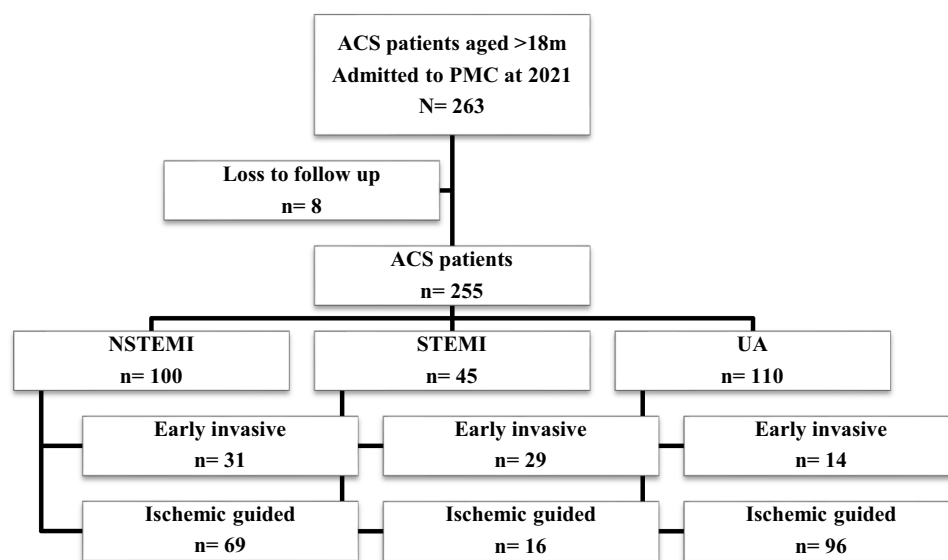 ACS patients aged >18m
Admitted to PMC at 2021
N= 263
Loss to follow up
n= 8
ACS patients
n= 255
NSTEMI
n= 100
STEMI
n= 45
UA
n= 110
Early invasive
n= 31
Early invasive
n= 29
Early invasive
n= 14
Ischemic guided
n= 69
Ischemic guided
n= 16
Ischemic guided
n= 96